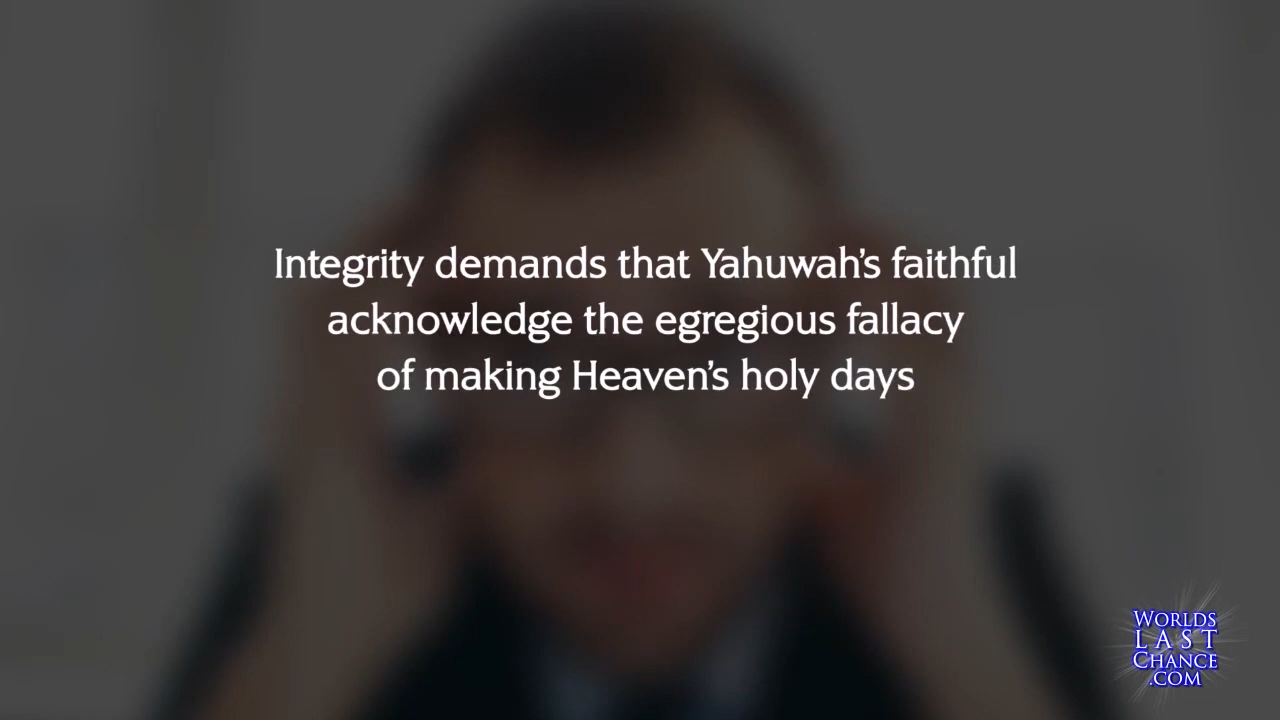 Integrity demands that Yahuwah's faithful
acknowledge the egregious fallacy
of making Heaven's holy days
WORLDS
LAST
CHANCE
.COM